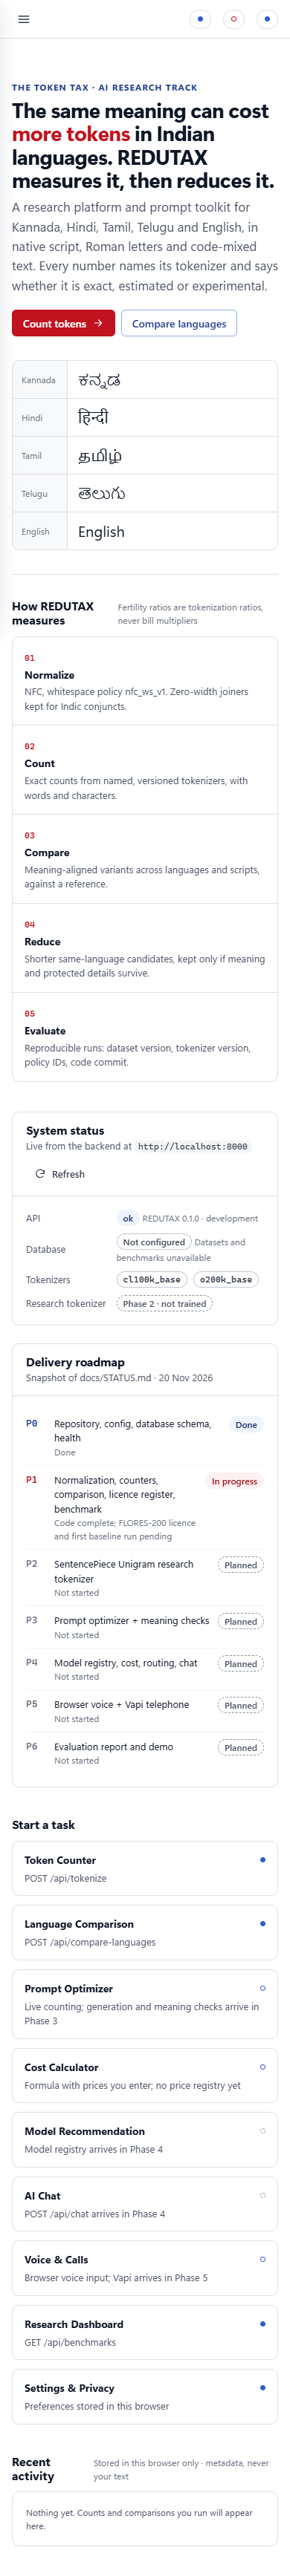 THE TOKEN TAX · AI RESEARCH TRACK
The same meaning can cost
more tokens in Indian
languages. REDUTAX
measures it, then reduces it.
A research platform and prompt toolkit for
Kannada, Hindi, Tamil, Telugu and English, in
native script, Roman letters and code-mixed
text. Every number names its tokenizer and says
whether it is exact, estimated or experimental.
Count tokens →
Compare languages
Kannada ಕನ್ನಡ
Hindi हिन्दी
Tamil தமிழ்
Telugu తెలుగు
English English
How REDUTAX
measures
Fertility ratios are tokenization ratios,
never bill multipliers
01
Normalize
NFC, whitespace policy nfc_ws_v1. Zero-width joiners
kept for Indic conjuncts.
02
Count
Exact counts from named, versioned tokenizers, with
words and characters.
03
Compare
Meaning-aligned variants across languages and scripts,
against a reference.
04
Reduce
Shorter same-language candidates, kept only if meaning
and protected details survive.
05
Evaluate
Reproducible runs: dataset version, tokenizer version,
policy IDs, code commit.
System status
Live from the backend at http://localhost:8000
Refresh
API ok REDUTAX 0.1.0 · development
Database Not configured Datasets and
benchmarks unavailable
Tokenizers cl100k_base o200k_base
Research tokenizer Phase 2 · not trained
Delivery roadmap
Snapshot of docs/STATUS.md · 20 Nov 2026
P0 Repository, config, database schema,
health
Done
Done
P1 Normalization, counters,
comparison, licence register,
benchmark
In progress
Code complete; FLORES-200 licence
and first baseline run pending
P2 SentencePiece Unigram research
tokenizer
Planned
Not started
P3 Prompt optimizer + meaning checks Planned
Not started
P4 Model registry, cost, routing, chat Planned
Not started
P5 Browser voice + Vapi telephone Planned
Not started
P6 Evaluation report and demo Planned
Not started
Start a task
Token Counter
POST /api/tokenize
Language Comparison
POST /api/compare-languages
Prompt Optimizer
Live counting; generation and meaning checks arrive in
Phase 3
Cost Calculator
Formula with prices you enter; no price registry yet
Model Recommendation
Model registry arrives in Phase 4
AI Chat
POST /api/chat arrives in Phase 4
Voice & Calls
Browser voice input; Vapi arrives in Phase 5
Research Dashboard
GET /api/benchmarks
Settings & Privacy
Preferences stored in this browser
Recent
activity
Stored in this browser only · metadata, never
your text
Nothing yet. Counts and comparisons you run will appear
here.